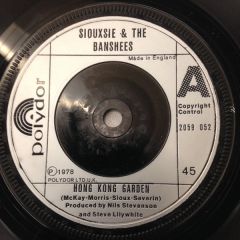 SIOUXSIE & THE
BANSHEES
Made in England
polydor
A
Copyright
Control
2059 052
℗ 1978
POLYDOR LTD. U.K.
45
HONG KONG GARDEN
(McKay-Morris-Sioux-Severin)
Produced by Nils Stevenson
and Steve Lilywhite